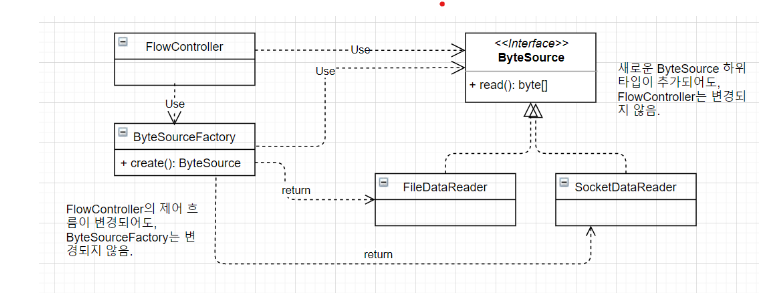 FlowController
Use
<<Interface>>
ByteSource
+ read(): byte[]
새로운 ByteSource 하위
타입이 추가되어도,
FlowController는 변경되
지 않음.
Use
Use
ByteSourceFactory
+ create(): ByteSource
return
FileDataReader
SocketDataReader
FlowController의 제어 흐
름이 변경되어도,
ByteSourceFactory는 변
경되지 않음.
return